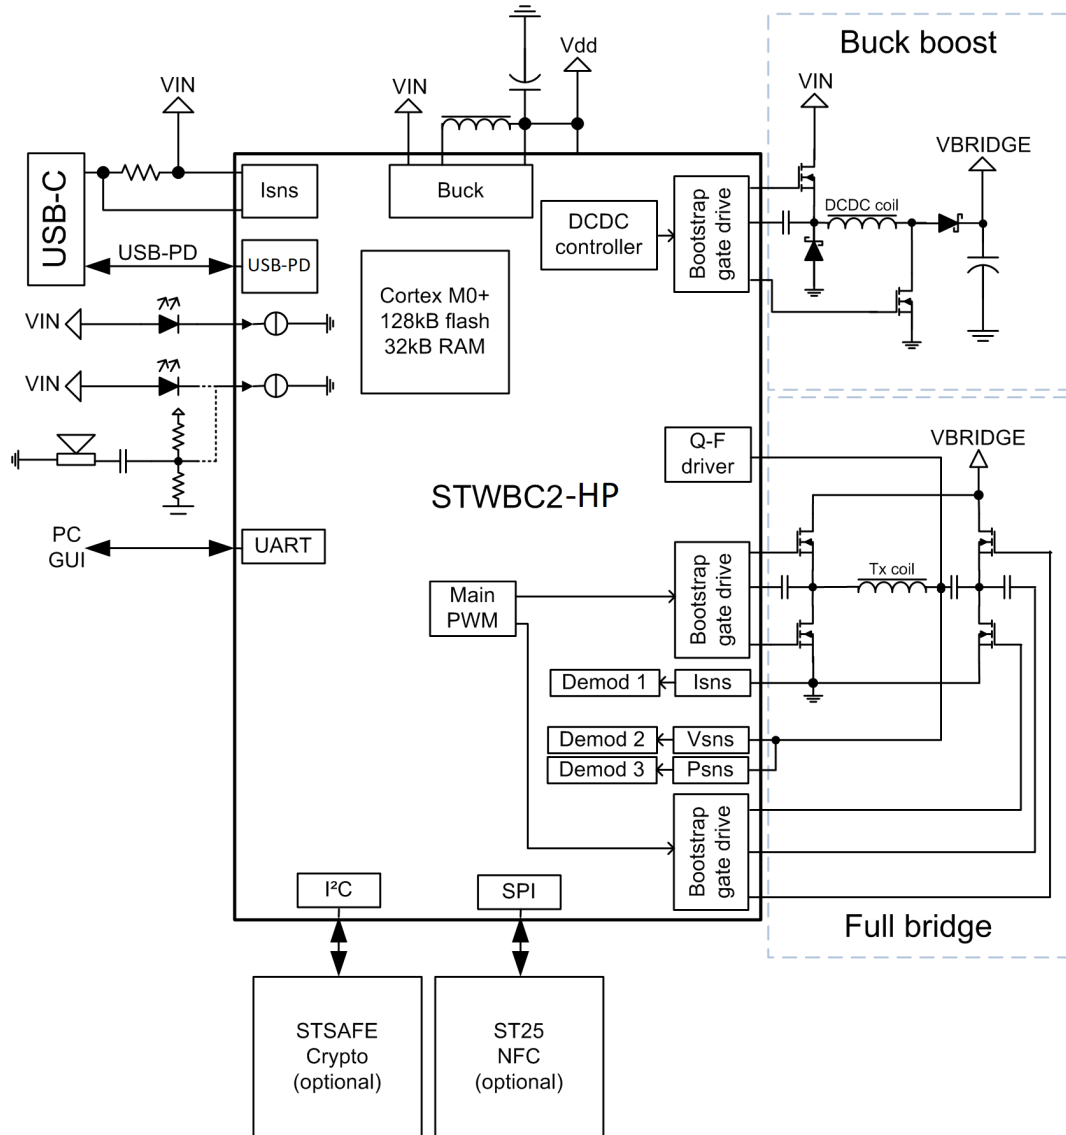 Buck boost
Vdd
VIN
VIN
VIN
VBRIDGE
USB-C
Isns
Buck
DCDC
controller
Bootstrap
gate drive
DCDC coil
USB-PD
USB-PD
Cortex M0+
128kB flash
32kB RAM
VIN
VIN
Q-F
driver
VBRIDGE
STWBC2-HP
PC
GUI
UART
Main
PWM
Bootstrap
gate drive
Tx coil
Demod 1
Isns
Demod 2
Vsns
Demod 3
Psns
Bootstrap
gate drive
I²C
SPI
Full bridge
STSAFE
Crypto
(optional)
ST25
NFC
(optional)